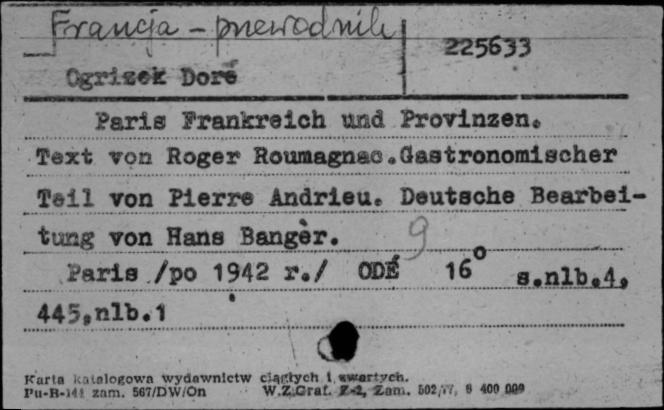 Francja - przewodnik
225633
Ogrizek Doré
Paris Frankreich und Provinzen.
Text von Roger Roumagnac.Gastronomischer
Teil von Pierre Andrieu. Deutsche Bearbei-
tung von Hans Banger.
9
Paris /po 1942 r./ ODÉ 16° s.nlb.4,
445,nlb.1
Karta katalogowa wydawnictw ciągłych i zwartych.
Pu-B-141 zam. 567/DW/On W.Z.Graf. Z-2, Zam. 502/77, 8 400 000